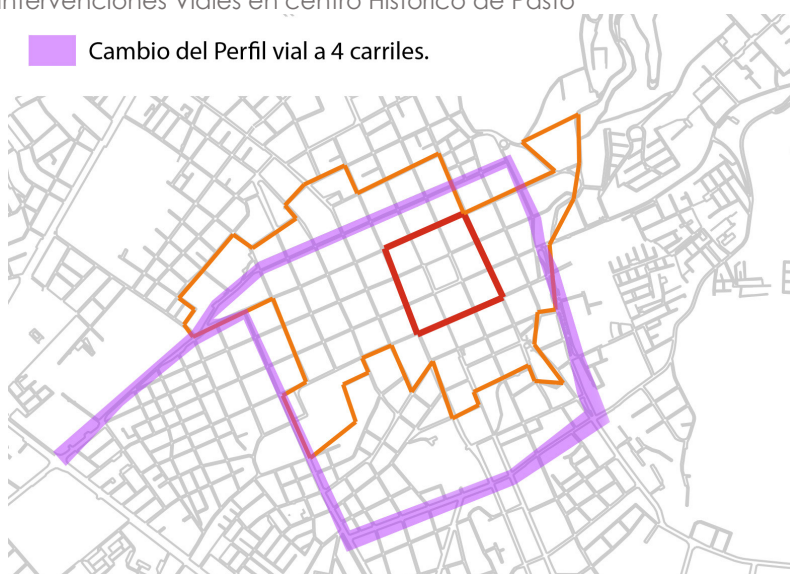 Intervenciones Viales en centro Histórico de Pasto
Cambio del Perfil vial a 4 carriles.